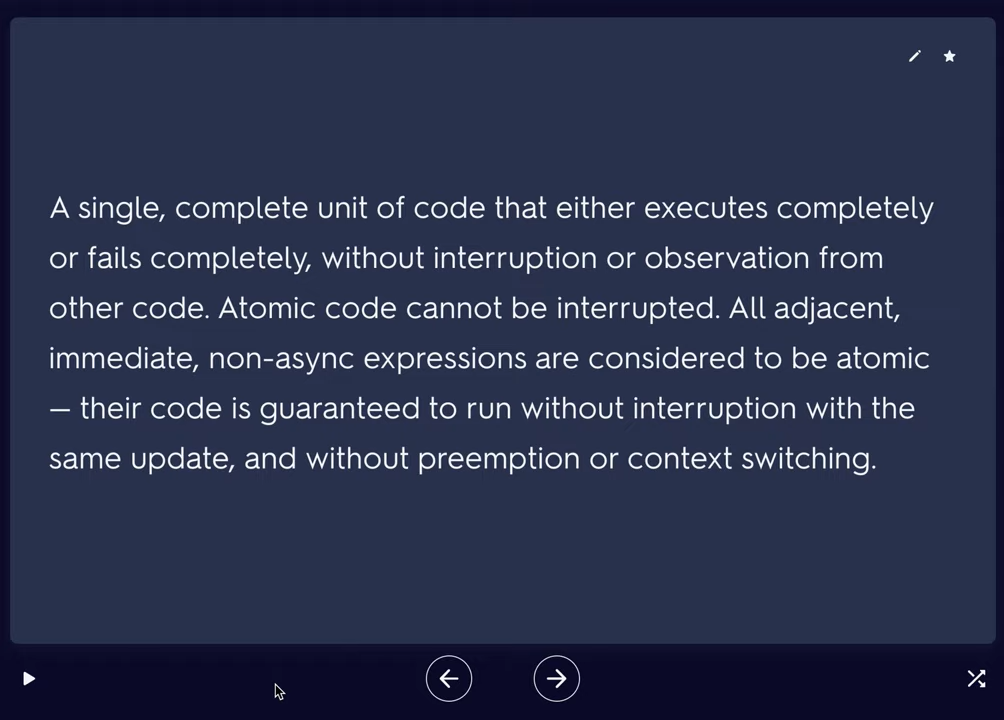 A single, complete unit of code that either executes completely
or fails completely, without interruption or observation from
other code. Atomic code cannot be interrupted. All adjacent,
immediate, non-async expressions are considered to be atomic
— their code is guaranteed to run without interruption with the
same update, and without preemption or context switching.